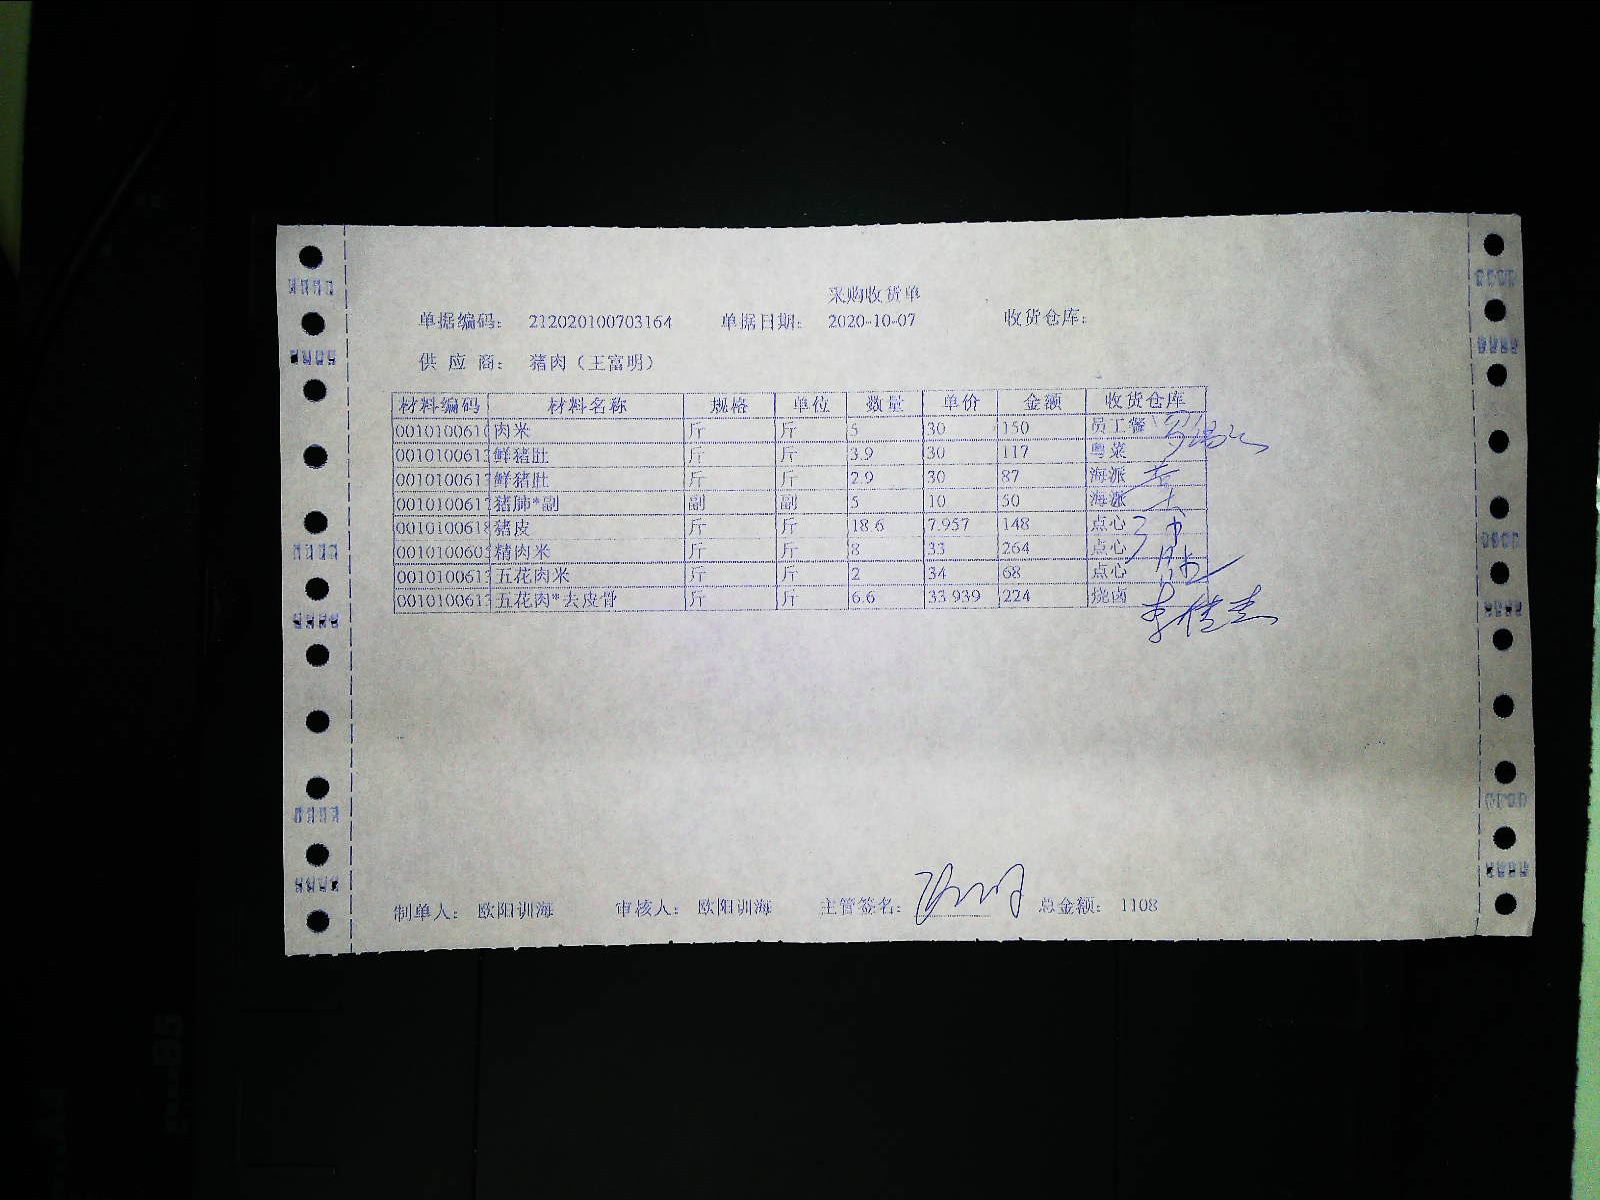 采购收货单
单据编码: 212020100703164 单据日期: 2020-10-07 收货仓库:
供 应 商: 猪肉（王富明）
材料编码 材料名称 规格 单位 数量 单价 金额 收货仓库
001010061 肉米 斤 斤 5 30 150 员工餐
001010061 鲜猪肚 斤 斤 3.9 30 117 粤菜
001010061 鲜猪肚 斤 斤 2.9 30 87 海派
001010061 猪肺*副 副 副 5 10 50 海派
001010061 猪皮 斤 斤 18.6 7.957 148 点心
001010060 精肉米 斤 斤 8 33 264 点心
001010061 五花肉米 斤 斤 2 34 68 点心
001010061 五花肉*去皮骨 斤 斤 6.6 33.939 224 烧卤
制单人: 欧阳训海 审核人: 欧阳训海 主管签名: 总金额: 1108